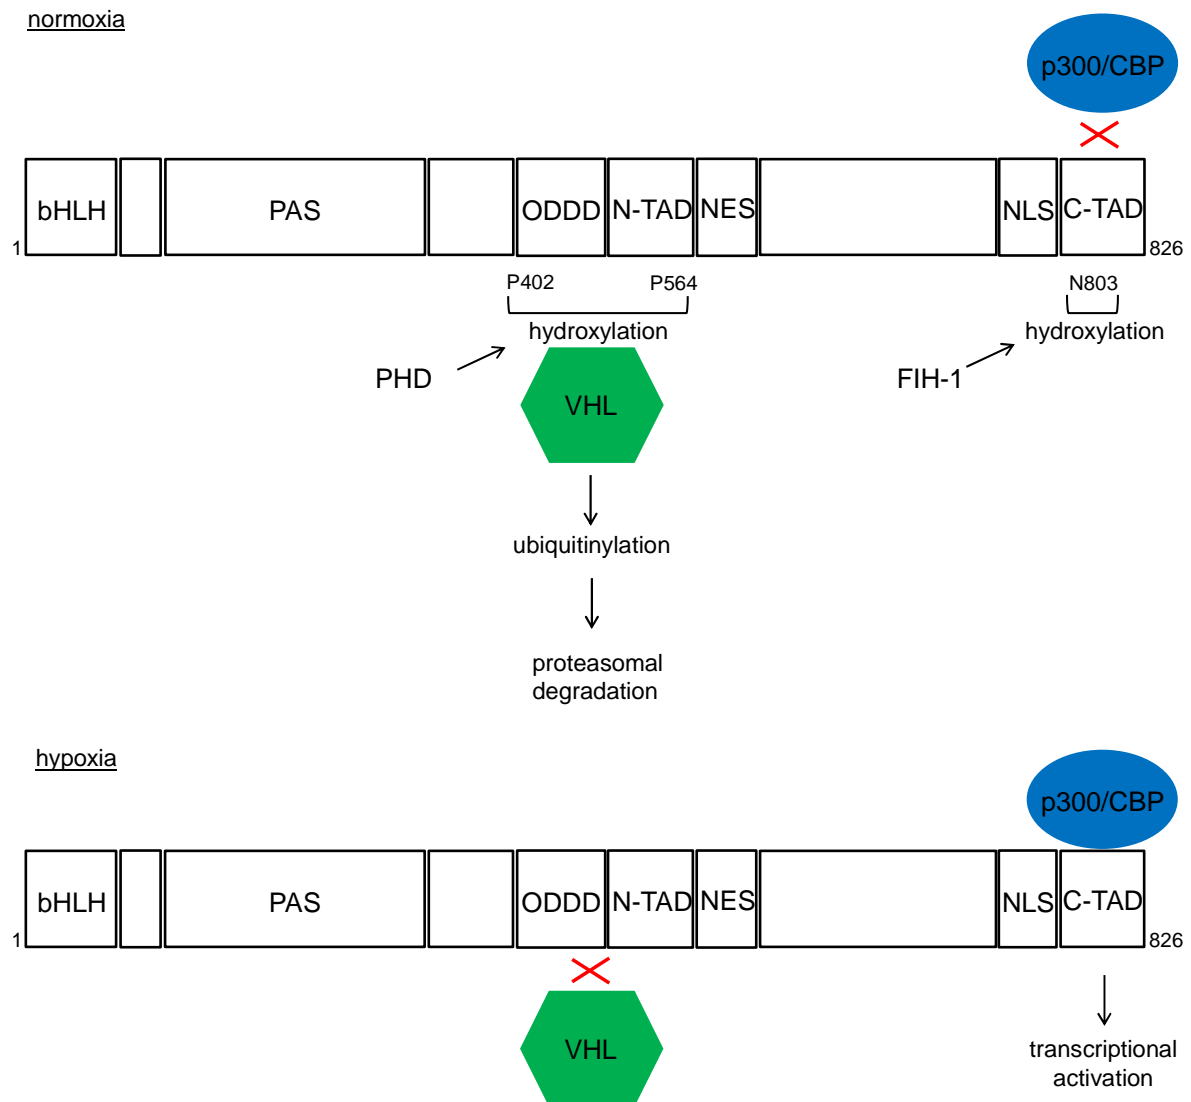 normoxia
p300/CBP
bHLH PAS ODDD N-TAD NES NLS C-TAD
1 826
P402 P564 N803
hydroxylation hydroxylation
PHD FIH-1
VHL
ubiquitinylation
proteasomal
degradation
hypoxia
p300/CBP
bHLH PAS ODDD N-TAD NES NLS C-TAD
1 826
VHL
transcriptional
activation